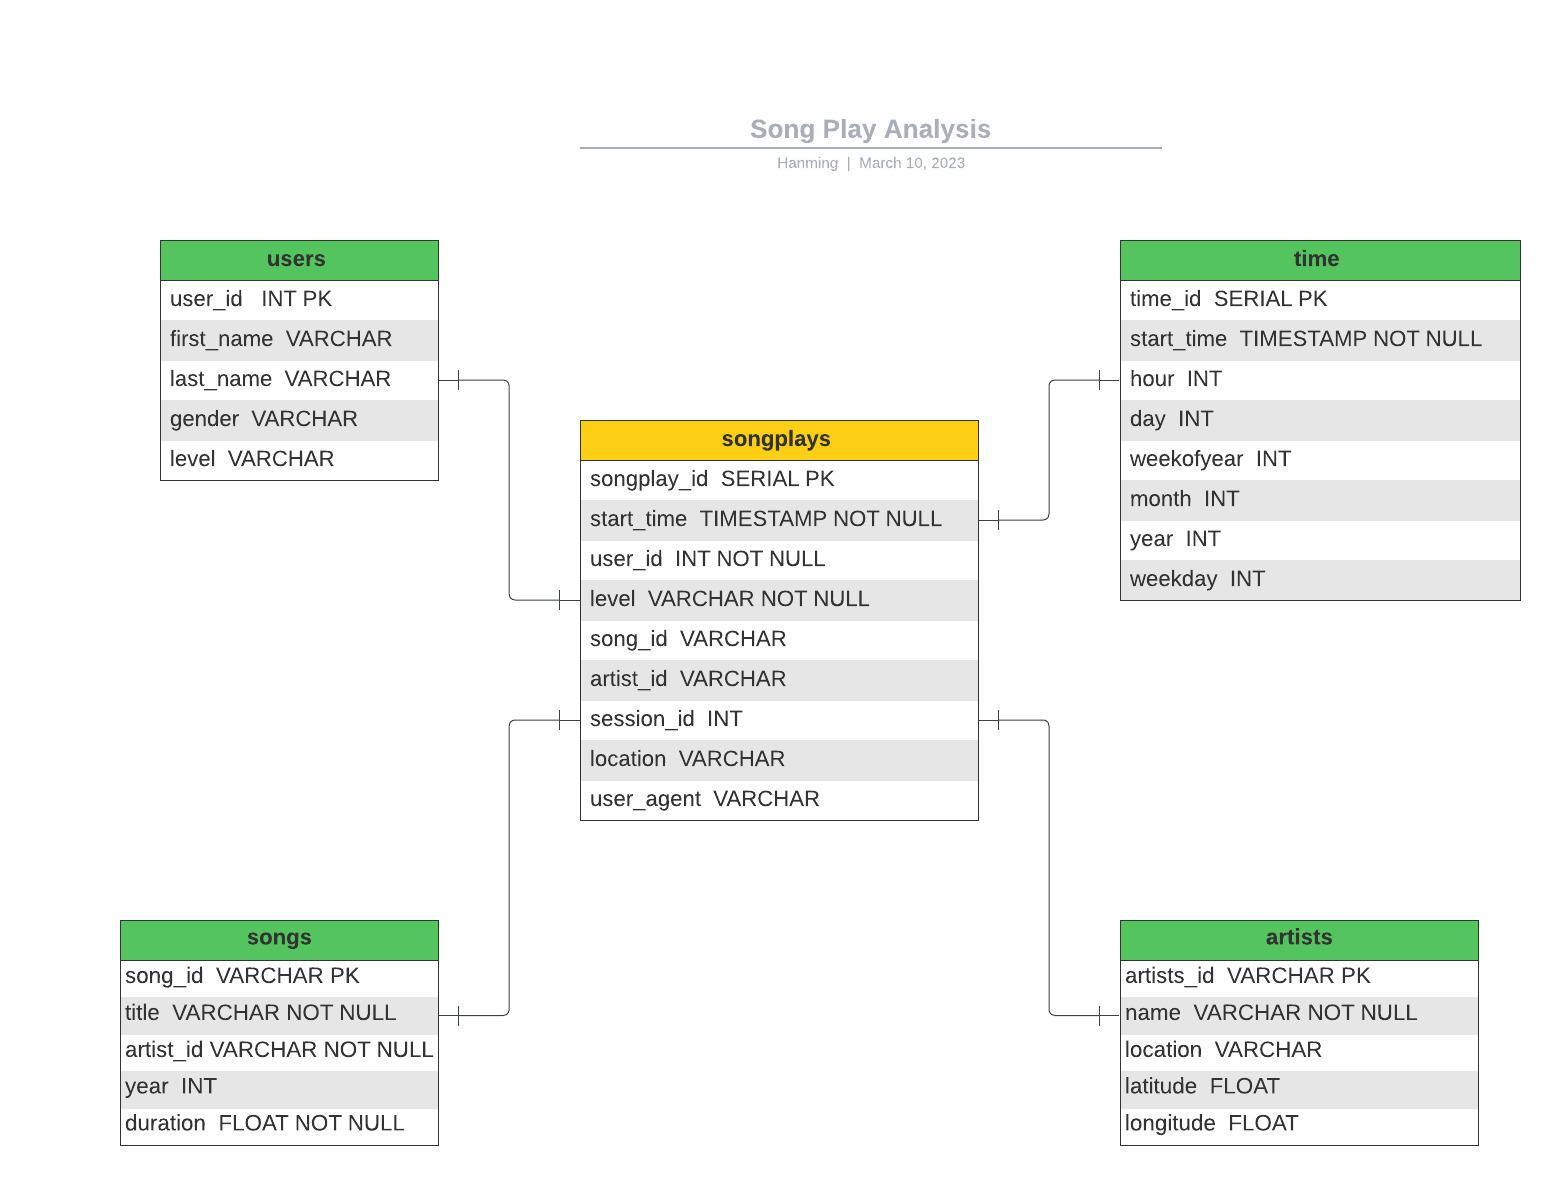 Song Play Analysis
Hanming | March 10, 2023
users
user_id INT PK
first_name VARCHAR
last_name VARCHAR
gender VARCHAR
level VARCHAR
time
time_id SERIAL PK
start_time TIMESTAMP NOT NULL
hour INT
day INT
weekofyear INT
month INT
year INT
weekday INT
songplays
songplay_id SERIAL PK
start_time TIMESTAMP NOT NULL
user_id INT NOT NULL
level VARCHAR NOT NULL
song_id VARCHAR
artist_id VARCHAR
session_id INT
location VARCHAR
user_agent VARCHAR
songs
song_id VARCHAR PK
title VARCHAR NOT NULL
artist_id VARCHAR NOT NULL
year INT
duration FLOAT NOT NULL
artists
artists_id VARCHAR PK
name VARCHAR NOT NULL
location VARCHAR
latitude FLOAT
longitude FLOAT